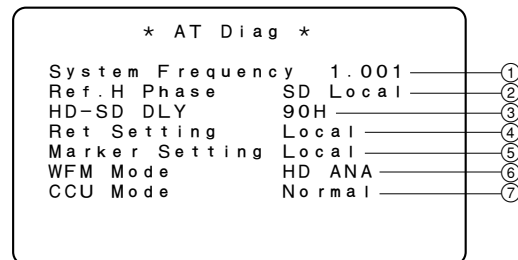 * AT Diag *
System Frequency 1.001 ①
Ref.H Phase SD Local ②
HD-SD DLY 90H ③
Ret Setting Local ④
Marker Setting Local ⑤
WFM Mode HD ANA ⑥
CCU Mode Normal ⑦